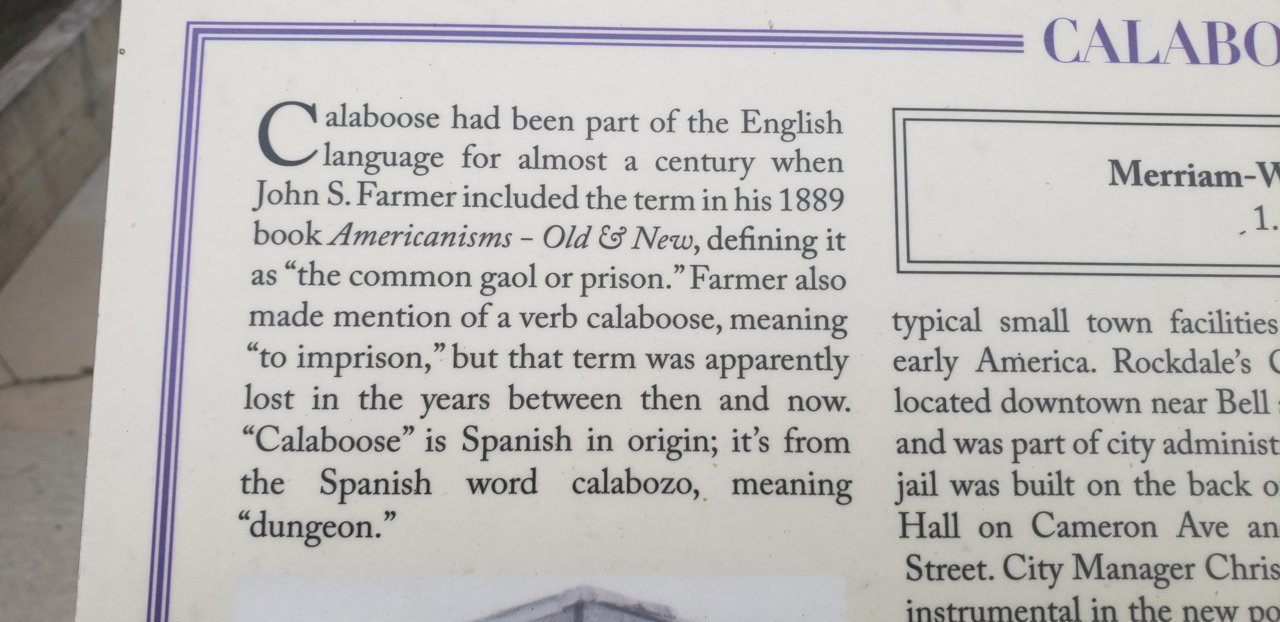 CALABO
Calaboose had been part of the English
language for almost a century when
John S. Farmer included the term in his 1889
book Americanisms – Old & New, defining it
as “the common gaol or prison.” Farmer also
made mention of a verb calaboose, meaning
“to imprison,” but that term was apparently
lost in the years between then and now.
“Calaboose” is Spanish in origin; it’s from
the Spanish word calabozo, meaning
“dungeon.”
Merriam-W
1.
typical small town facilities
early America. Rockdale’s C
located downtown near Bell
and was part of city administ
jail was built on the back o
Hall on Cameron Ave an
Street. City Manager Chris
instrumental in the new po